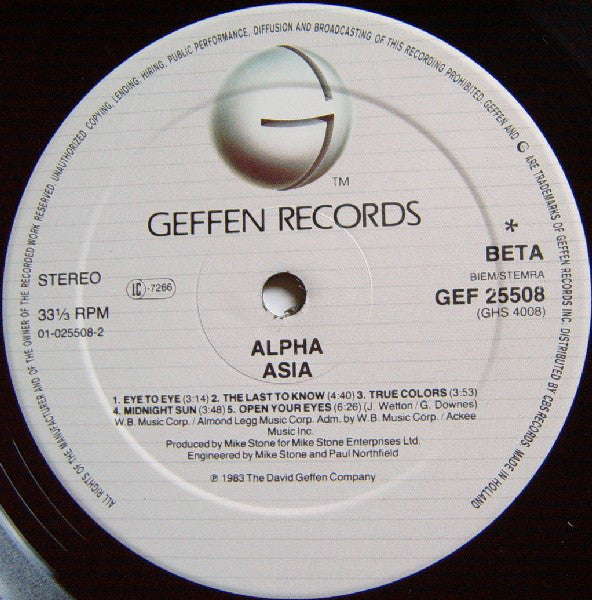 ALL RIGHTS OF THE MANUFACTURER AND OF THE OWNER OF THE RECORDED WORK RESERVED. UNAUTHORIZED COPYING, LENDING, HIRING, PUBLIC PERFORMANCE, DIFFUSION AND BROADCASTING OF THIS RECORDING PROHIBITED GEFFEN AND G ARE TRADEMARKS OF GEFFEN RECORDS INC. DISTRIBUTED BY CBS RECORDS. MADE IN HOLLAND
G
TM
GEFFEN RECORDS
*
BETA
STEREO
LC -7266
BIEM/STEMRA
GEF 25508
33⅓ RPM
(GHS 4008)
01-025508-2
ALPHA
ASIA
1. EYE TO EYE (3:14) 2. THE LAST TO KNOW (4:40) 3. TRUE COLORS (3:53)
4. MIDNIGHT SUN (3:48) 5. OPEN YOUR EYES (6:26) (J. Wetton / G. Downes)
W.B. Music Corp. / Almond Legg Music Corp. Adm. by W.B. Music Corp. / Ackee
Music Inc.
Produced by Mike Stone for Mike Stone Enterprises Ltd.
Engineered by Mike Stone and Paul Northfield
℗ 1983 The David Geffen Company